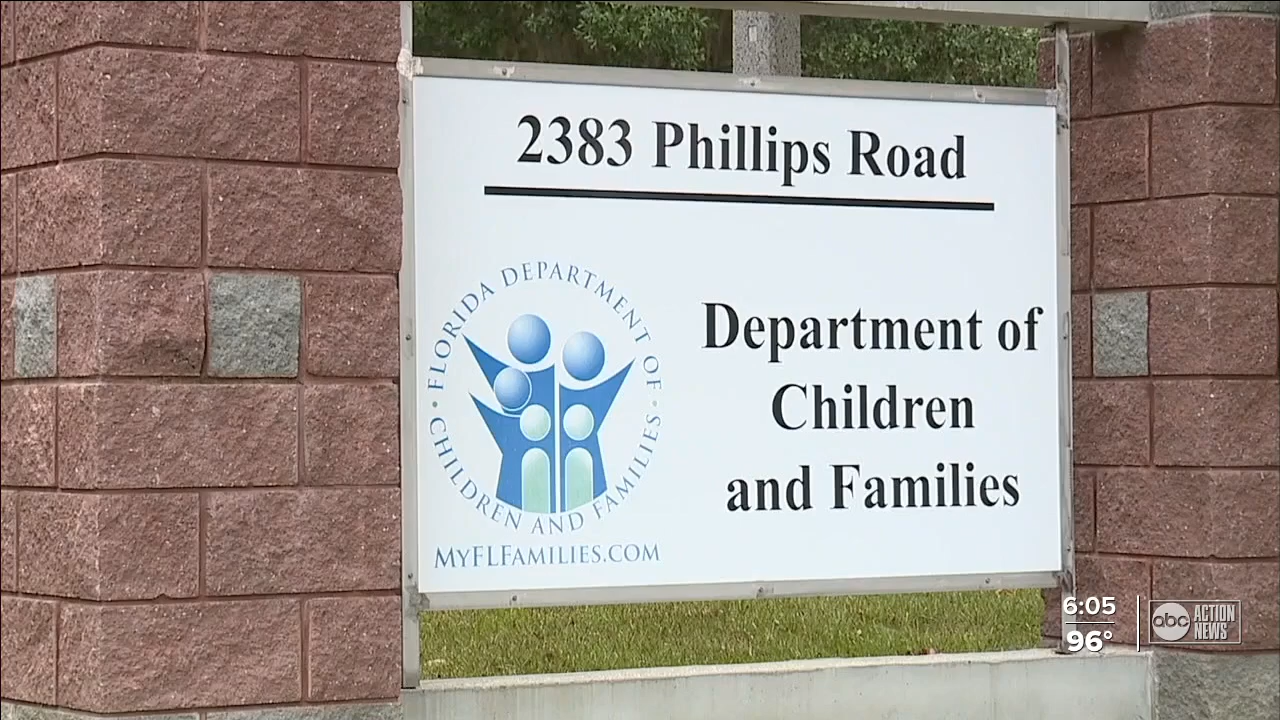 2383 Phillips Road
FLORIDA DEPARTMENT OF
• CHILDREN AND FAMILIES •
MYFLFAMILIES.COM
Department of
Children
and Families
6:05
96°
abc
ACTION
NEWS